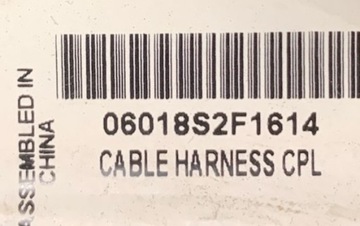 ASSEMBLED IN
CHINA
06018S2F1614
CABLE HARNESS CPL